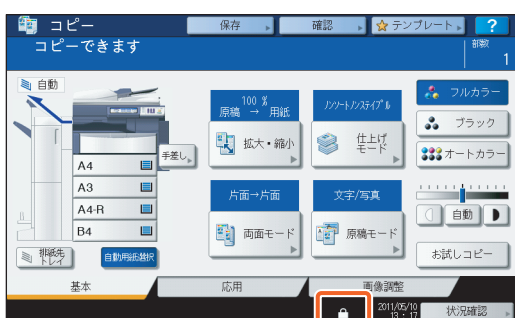 コピー
保存
確認
テンプレート
?
コピーできます
部数
1
自動
100 %
原稿 → 用紙
ノンソート/ノンステイプル
フルカラー
拡大・縮小
仕上げ
モード
ブラック
手差し
オートカラー
A4
A3
A4-R
B4
片面→片面
文字/写真
自動
両面モード
原稿モード
排紙先
トレイ
自動用紙選択
お試しコピー
基本
応用
画像調整
2011/05/10
13 : 17
状況確認